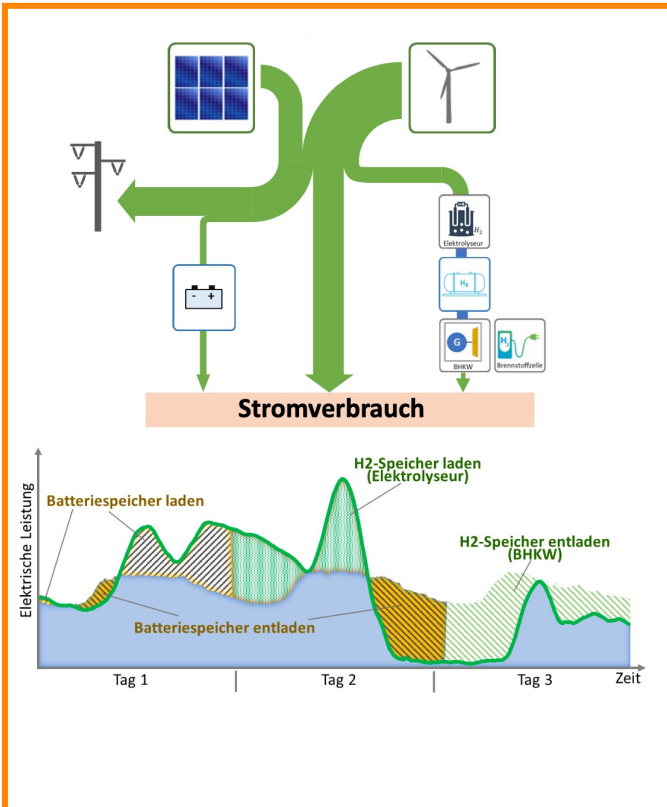 H2
Elektrolyseur
H2
- +
G
BHKW
H2
Brennstoffzelle
Stromverbrauch
H2-Speicher laden
(Elektrolyseur)
Batteriespeicher laden
H2-Speicher entladen
(BHKW)
Batteriespeicher entladen
Elektrische Leistung
Tag 1
Tag 2
Tag 3
Zeit